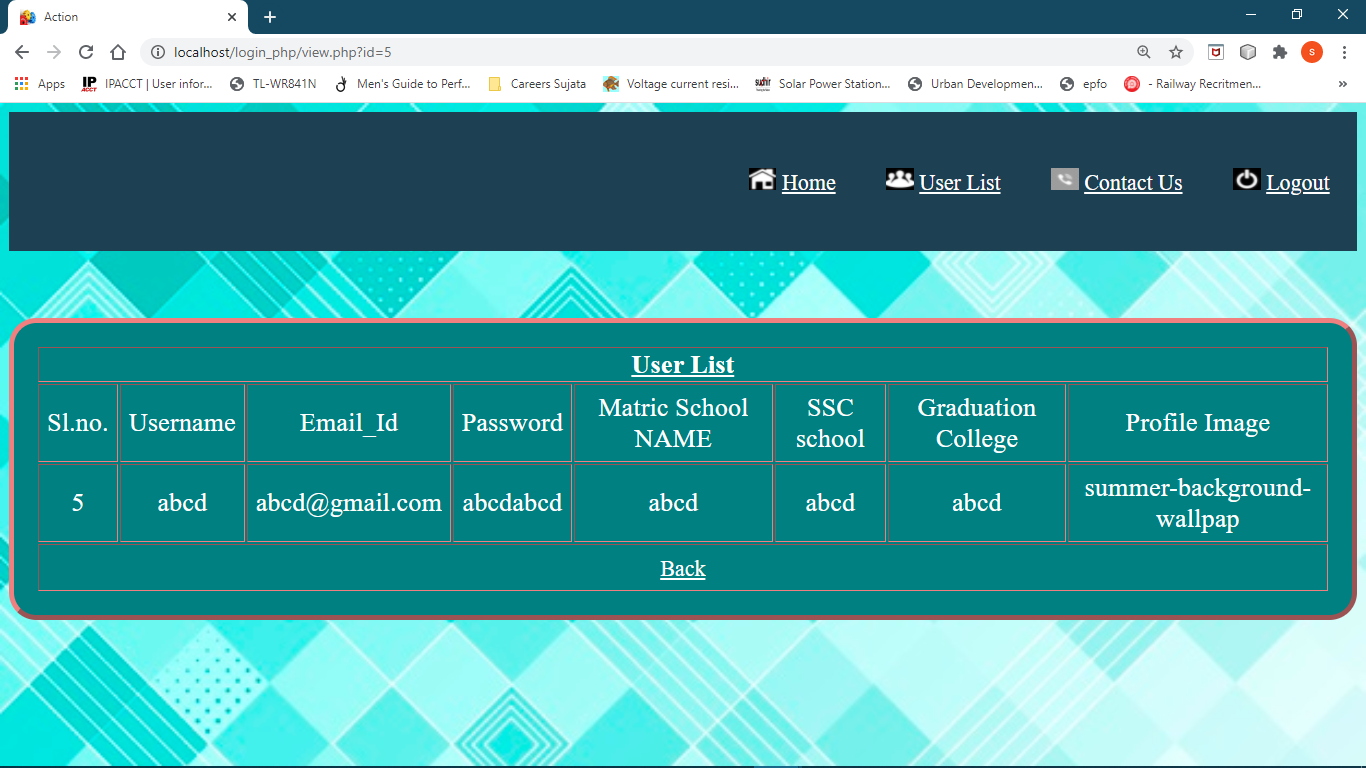 Action
localhost/login_php/view.php?id=5
S
Apps
IP
ACCT
IPACCT | User infor...
TL-WR841N
Men's Guide to Perf...
Careers Sujata
Voltage current resi...
Solar Power Station...
Urban Developmen...
epfo
- Railway Recritmen...
»
Home
User List
Contact Us
Logout
User List
Sl.no.
Username
Email_Id
Password
Matric School
NAME
SSC
school
Graduation
College
Profile Image
5
abcd
abcd@gmail.com
abcdabcd
abcd
abcd
abcd
summer-background-
wallpap
Back